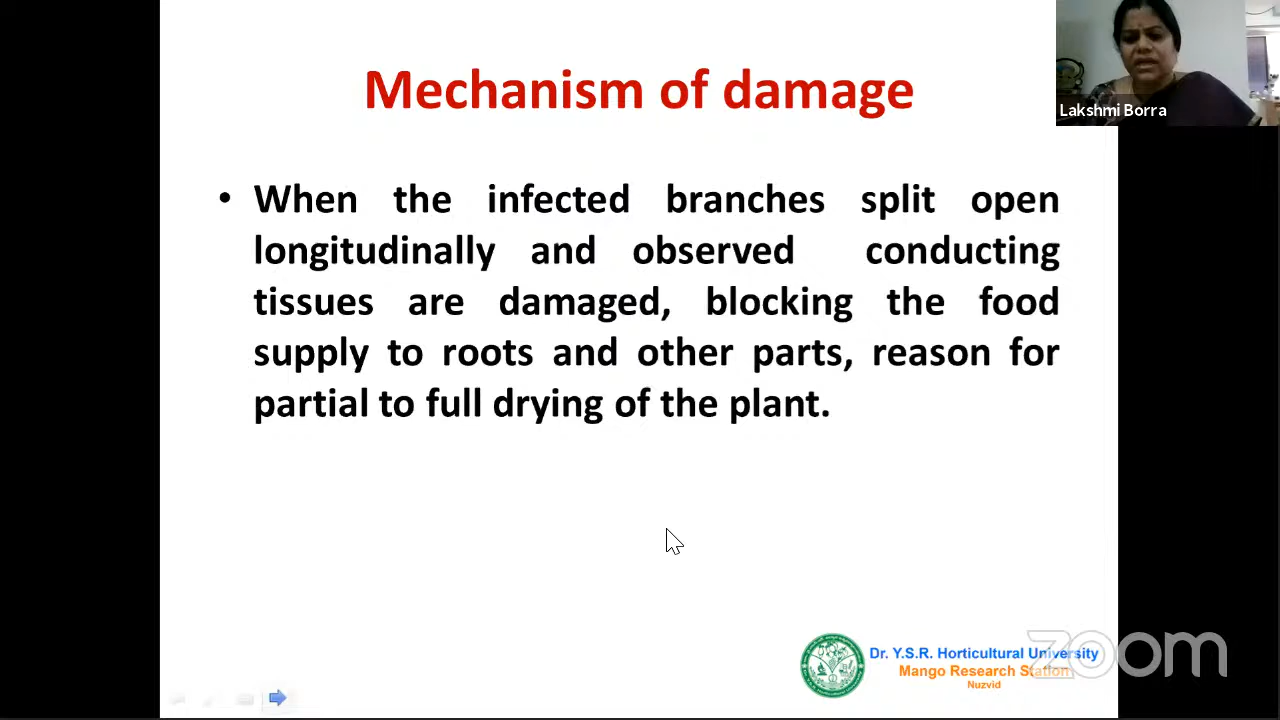 Mechanism of damage
Lakshmi Borra
• When the infected branches split open
longitudinally and observed conducting
tissues are damaged, blocking the food
supply to roots and other parts, reason for
partial to full drying of the plant.
Dr. Y.S.R. Horticultural University
Mango Research Station
Nuzvid
zoom